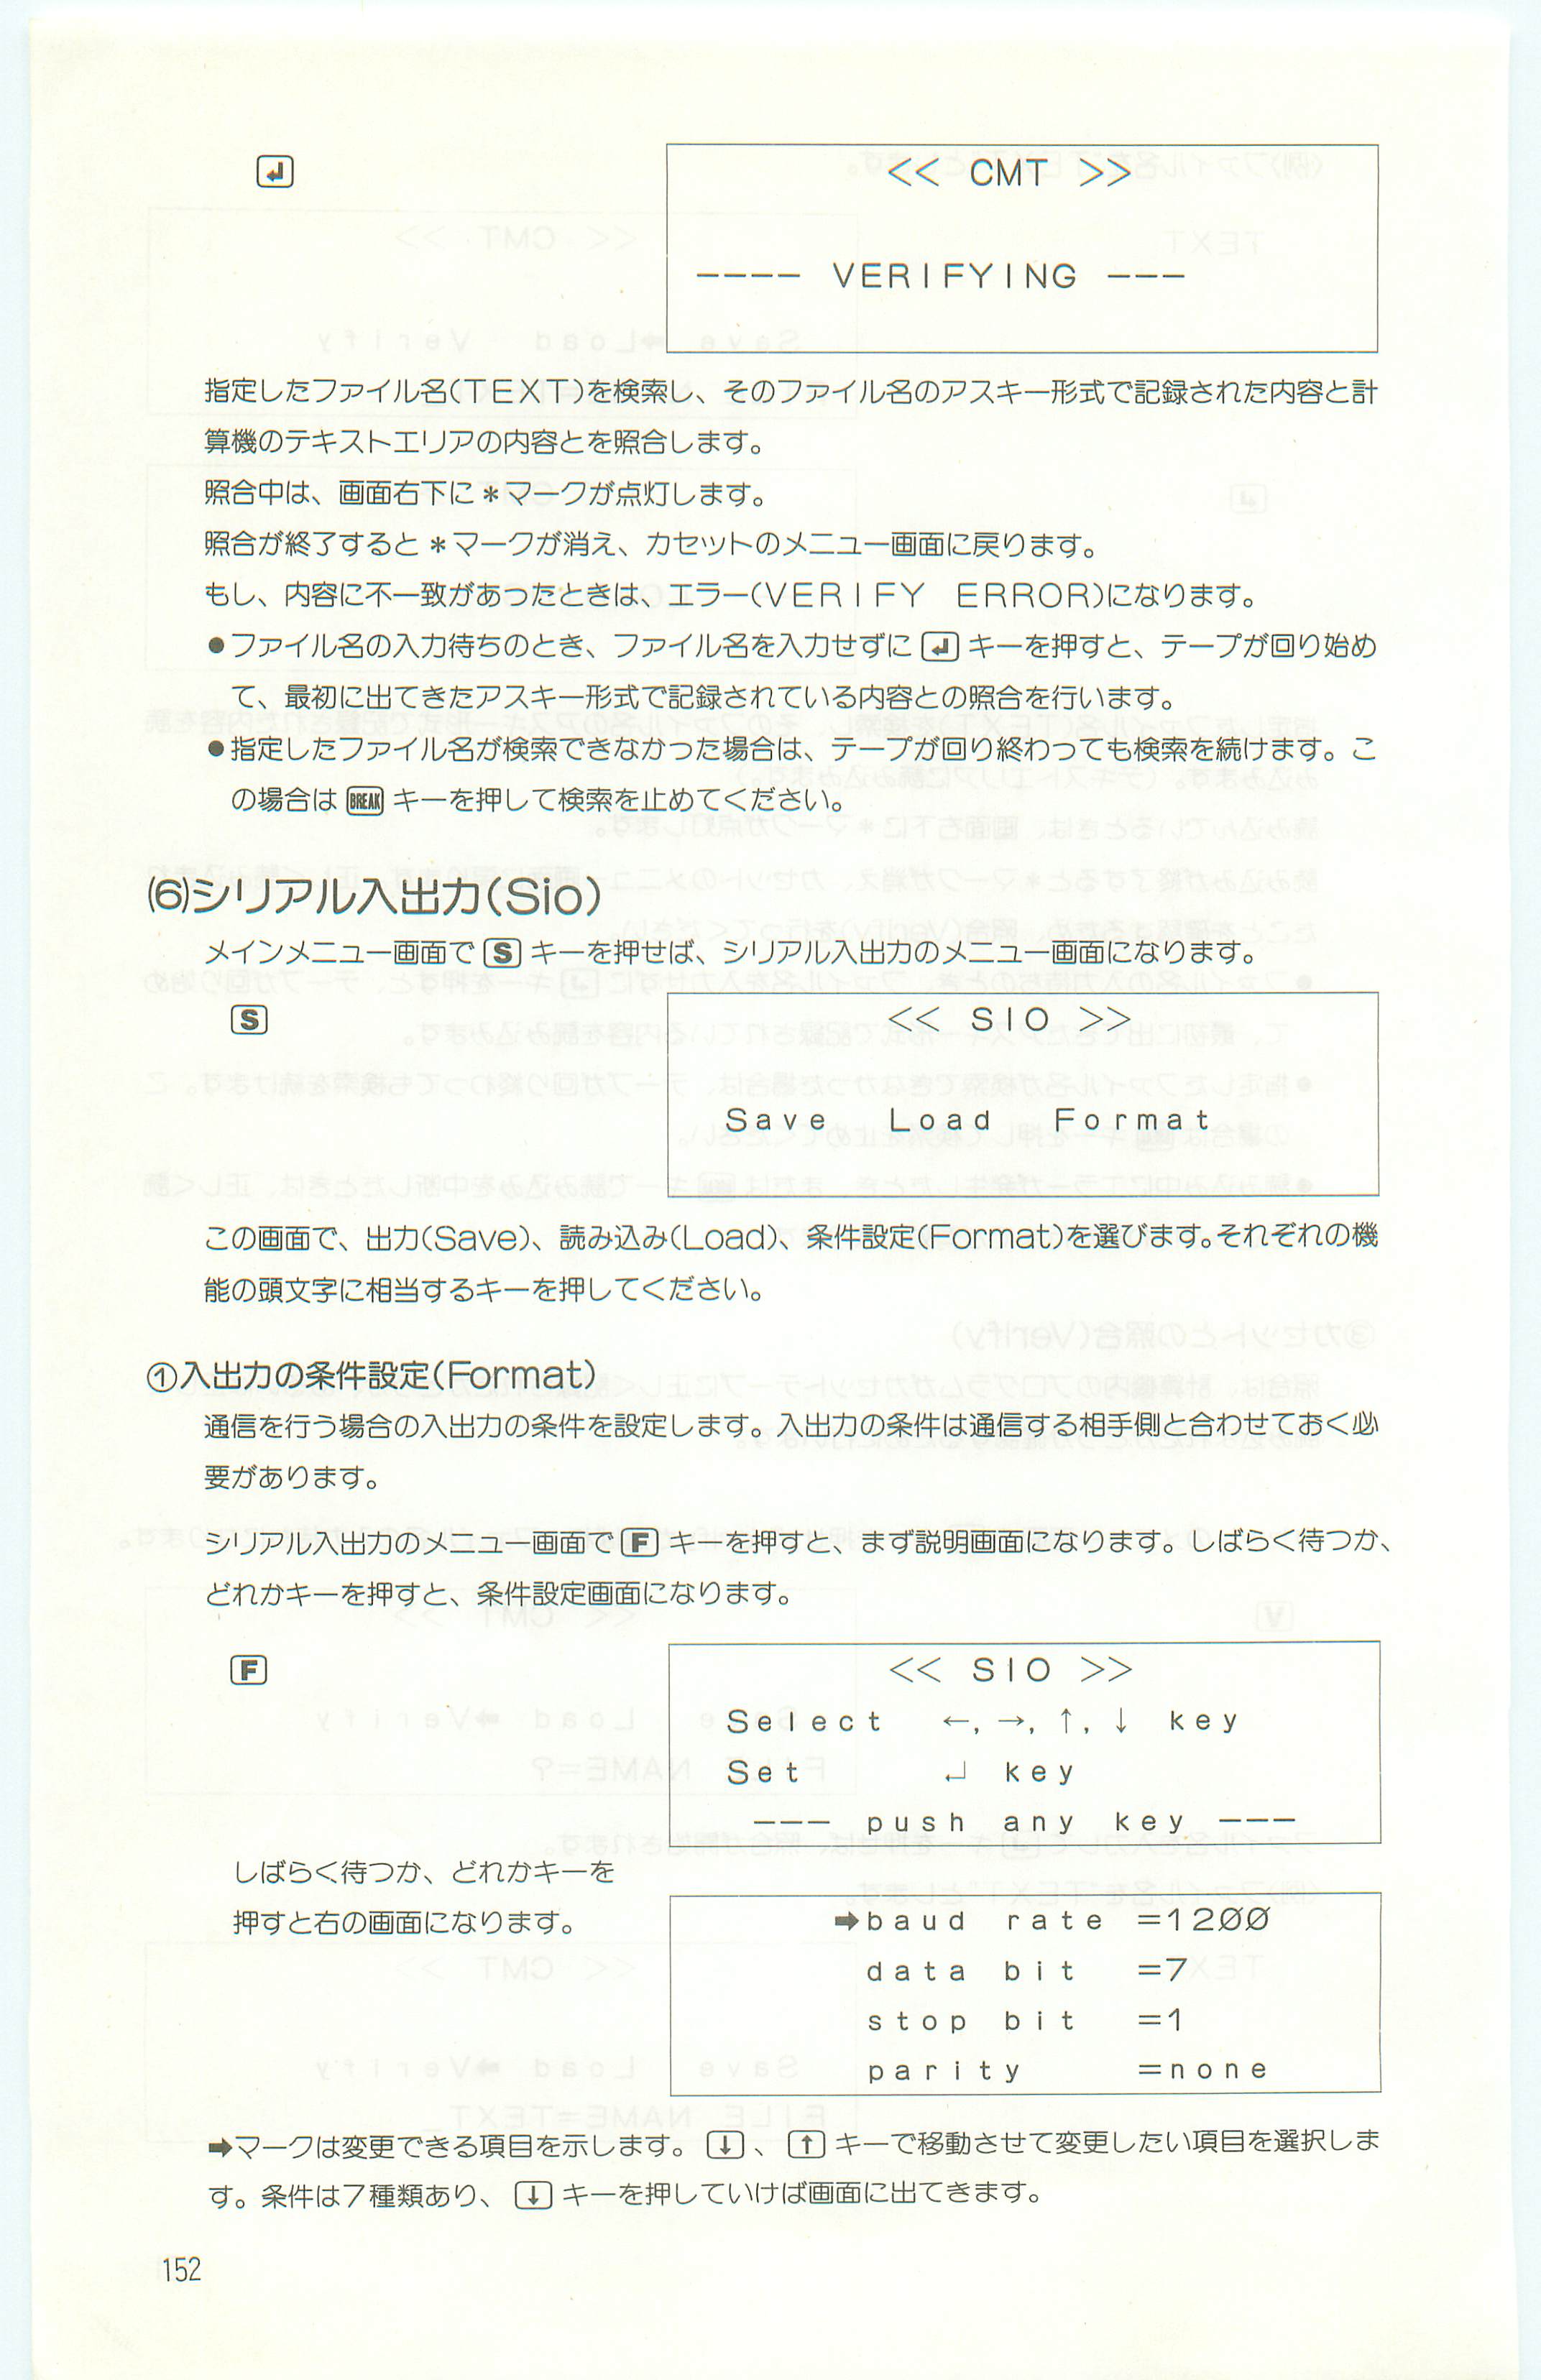 ↵
<< CMT >>
---- VERIFYING ---
指定したファイル名(TEXT)を検索し、そのファイル名のアスキー形式で記録された内容と計
算機のテキストエリアの内容とを照合します。
照合中は、画面右下に＊マークが点灯します。
照合が終了すると＊マークが消え、カセットのメニュー画面に戻ります。
もし、内容に不一致があったときは、エラー(VERIFY ERROR)になります。
●ファイル名の入力待ちのとき、ファイル名を入力せずに ↵ キーを押すと、テープが回り始め
て、最初に出てきたアスキー形式で記録されている内容との照合を行います。
●指定したファイル名が検索できなかった場合は、テープが回り終わっても検索を続けます。こ
の場合は BREAK キーを押して検索を止めてください。
(6)シリアル入出力(Sio)
メインメニュー画面で S キーを押せば、シリアル入出力のメニュー画面になります。
S
<< SIO >>
Save Load Format
この画面で、出力(Save)、読み込み(Load)、条件設定(Format)を選びます。それぞれの機
能の頭文字に相当するキーを押してください。
①入出力の条件設定(Format)
通信を行う場合の入出力の条件を設定します。入出力の条件は通信する相手側と合わせておく必
要があります。
シリアル入出力のメニュー画面で F キーを押すと、まず説明画面になります。しばらく待つか、
どれかキーを押すと、条件設定画面になります。
F
<< SIO >>
Select ←, →, ↑, ↓ key
Set ↵ key
--- push any key ---
しばらく待つか、どれかキーを
押すと右の画面になります。
➡baud rate =1200
data bit =7
stop bit =1
parity =none
➡マークは変更できる項目を示します。 ↓ 、 ↑ キーで移動させて変更したい項目を選択しま
す。条件は7種類あり、 ↓ キーを押していけば画面に出てきます。
152